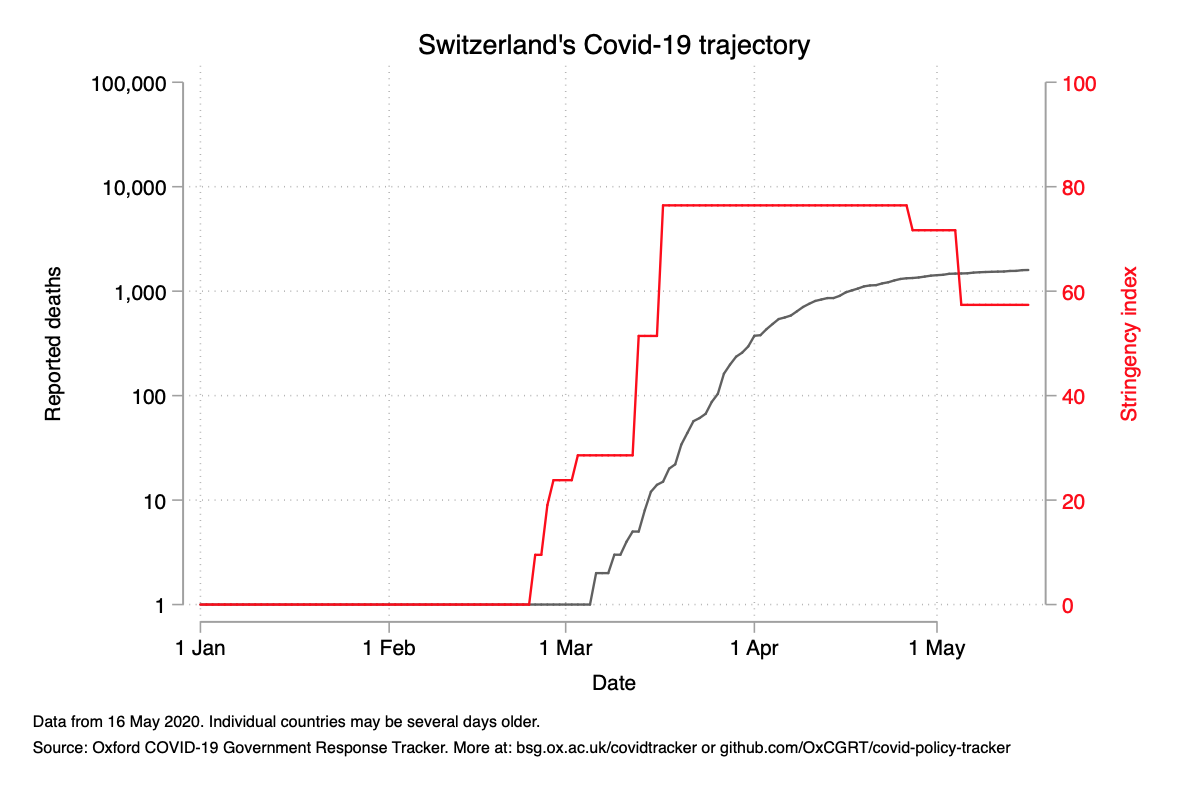 Switzerland's Covid-19 trajectory
100,000
10,000
1,000
100
10
1
Reported deaths
100
80
60
40
20
0
Stringency index
1 Jan
1 Feb
1 Mar
1 Apr
1 May
Date
Data from 16 May 2020. Individual countries may be several days older.
Source: Oxford COVID-19 Government Response Tracker. More at: bsg.ox.ac.uk/covidtracker or github.com/OxCGRT/covid-policy-tracker